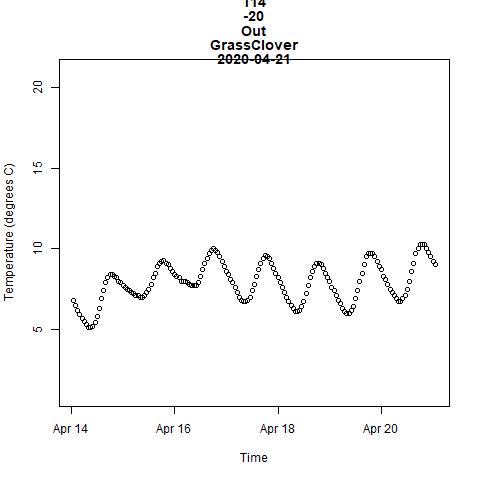 T14
-20
Out
GrassClover
2020-04-21
Temperature (degrees C)
20
15
10
5
Apr 14 Apr 16 Apr 18 Apr 20
Time